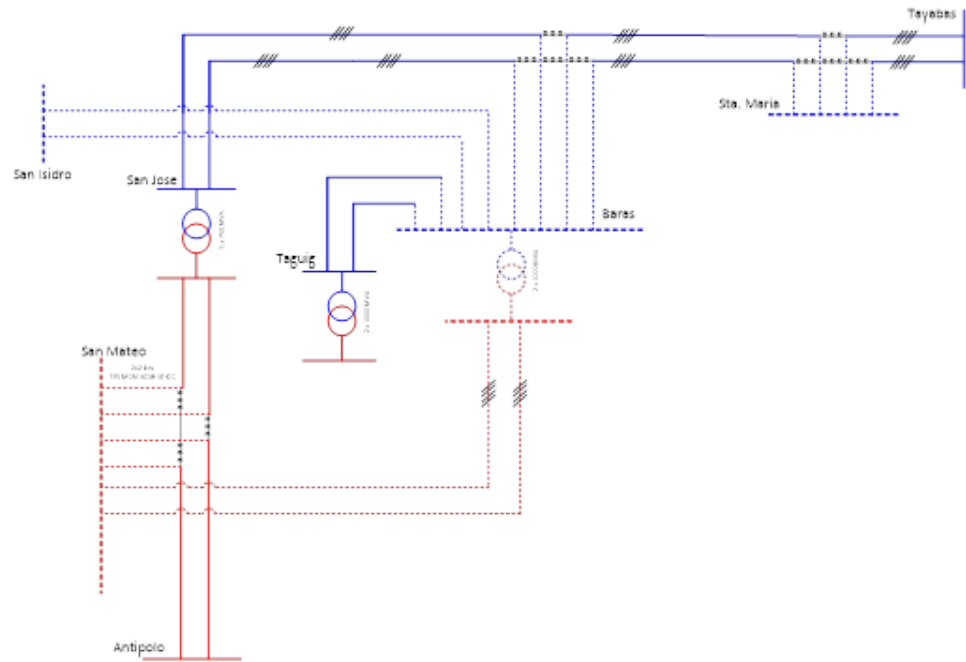 Tayabas
Sta. Maria
San Isidro
San Jose
Baras
Taguig
San Mateo
Antipolo